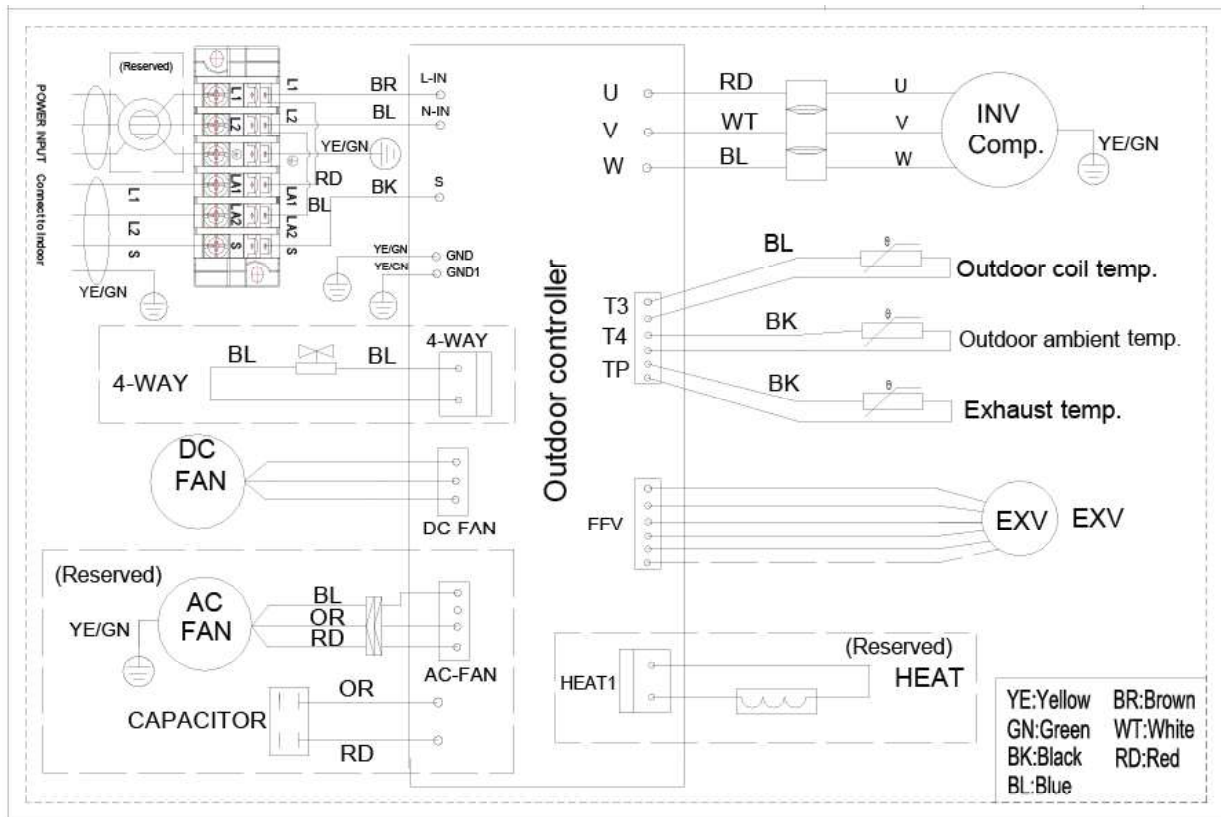 (Reserved)
POWER INPUT Connect to Indoor
L1
L2
LA1
LA2
S
L1
L2
LA1
LA2
S
L1
L2
S
YE/GN
BR
L-IN
BL
N-IN
YE/GN
RD
BL
BK
S
YE/GN
GND
YE/GN
GND1
4-WAY
BL
BL
4-WAY
DC
FAN
DC FAN
(Reserved)
AC
FAN
YE/GN
BL
OR
RD
AC-FAN
CAPACITOR
OR
RD
Outdoor controller
U
RD
U
V
WT
V
W
BL
W
INV
Comp.
YE/GN
T3
T4
TP
BL
θ
Outdoor coil temp.
BK
θ
Outdoor ambient temp.
BK
θ
Exhaust temp.
FFV
EXV
EXV
(Reserved)
HEAT1
HEAT
YE:Yellow BR:Brown
GN:Green WT:White
BK:Black RD:Red
BL:Blue